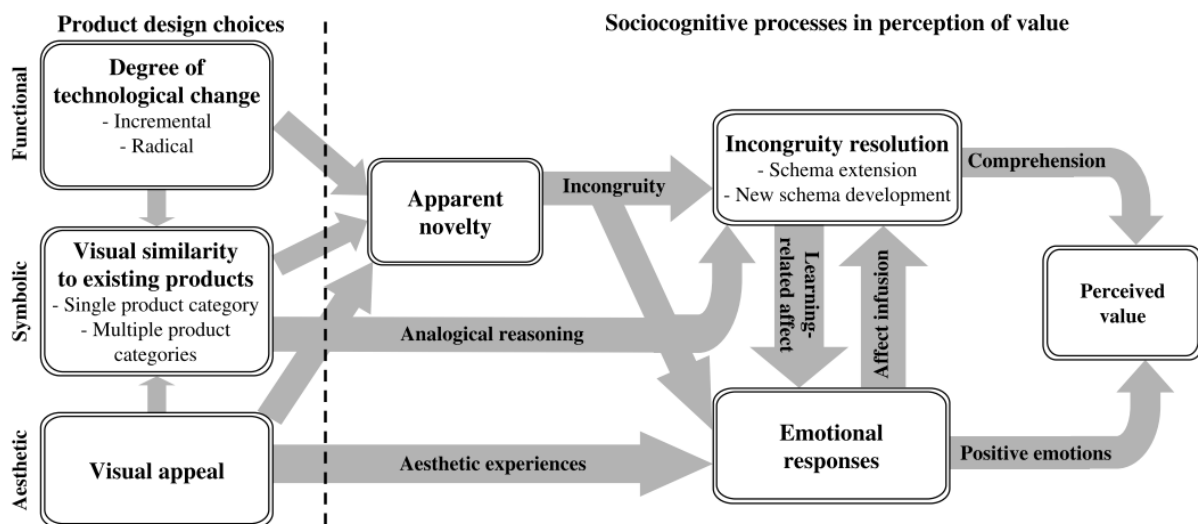 Product design choices
Sociocognitive processes in perception of value
Functional
Degree of
technological change
- Incremental
- Radical
Symbolic
Visual similarity
to existing products
- Single product category
- Multiple product
categories
Aesthetic
Visual appeal
Apparent
novelty
Incongruity
Analogical reasoning
Aesthetic experiences
Incongruity resolution
- Schema extension
- New schema development
Learning-
related affect
Affect infusion
Emotional
responses
Comprehension
Positive emotions
Perceived
value